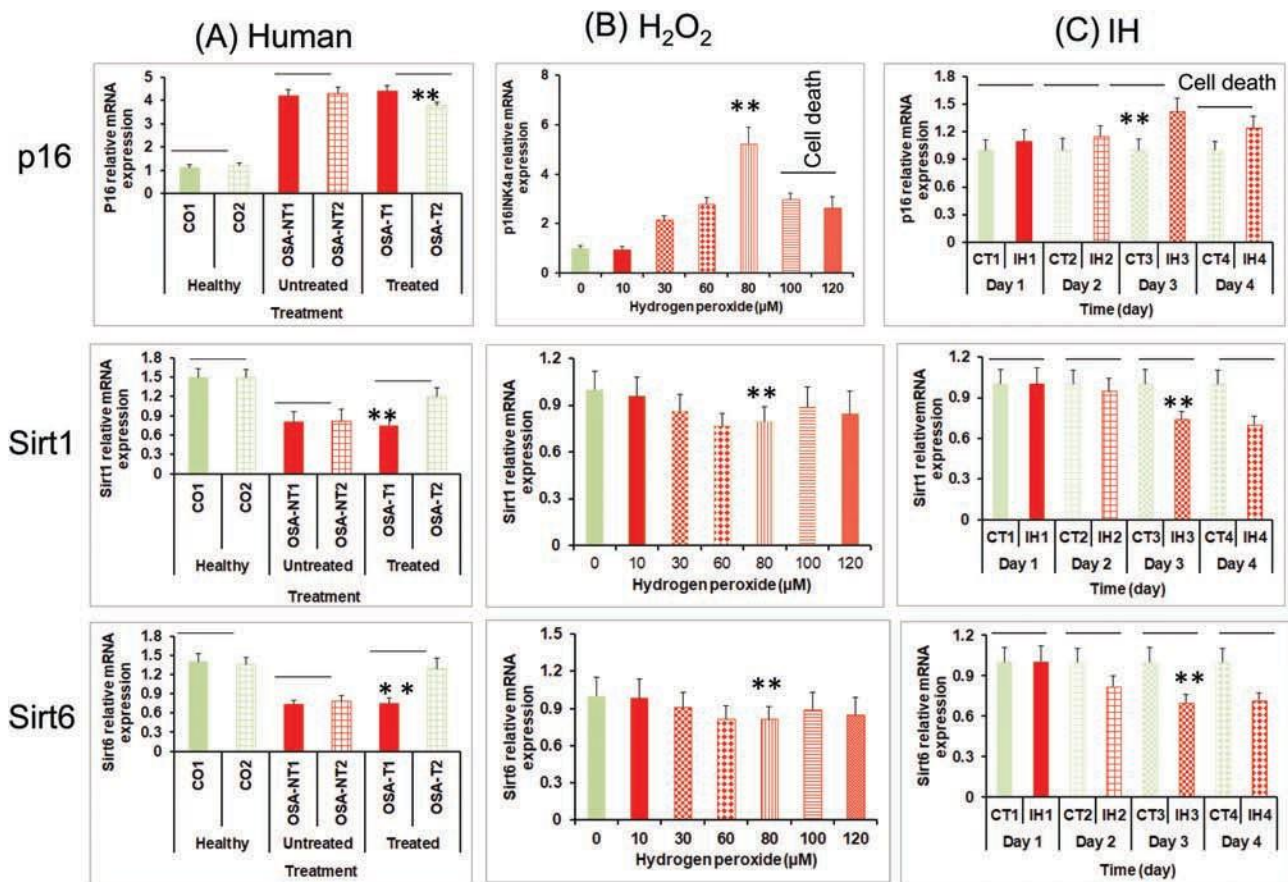 (A) Human
(B) H₂O₂
(C) IH
p16
P16 relative mRNA
expression
5
4
3
2
1
0
**
CO1
CO2
OSA-NT1
OSA-NT2
OSA-T1
OSA-T2
Healthy
Untreated
Treated
Treatment
p16INK4a relative mRNA
expression
8
6
4
2
0
**
Cell death
0 10 30 60 80 100 120
Hydrogen peroxide (µM)
p16 relative mRNA
expression
1.8
1.5
1.2
0.9
0.6
0.3
0
Cell death
**
CT1 IH1 CT2 IH2 CT3 IH3 CT4 IH4
Day 1 Day 2 Day 3 Day 4
Time (day)
Sirt1
Sirt1 relative mRNA
expression
1.8
1.5
1.2
0.9
0.6
0.3
0
**
CO1
CO2
OSA-NT1
OSA-NT2
OSA-T1
OSA-T2
Healthy
Untreated
Treated
Treatment
Sirt1 relative mRNA
expression
1.2
0.9
0.6
0.3
0
**
0 10 30 60 80 100 120
Hydrogen peroxide (µM)
Sirt1 relativemRNA
expression
1.2
0.9
0.6
0.3
0
**
CT1 IH1 CT2 IH2 CT3 IH3 CT4 IH4
Day 1 Day 2 Day 3 Day 4
Time (day)
Sirt6
Sirt6 relative mRNA
expression
1.8
1.5
1.2
0.9
0.6
0.3
0
* *
CO1
CO2
OSA-NT1
OSA-NT2
OSA-T1
OSA-T2
Healthy
Untreated
Treated
Treatment
Sirt6 relative mRNA
expression
1.5
1.2
0.9
0.6
0.3
0
**
0 10 30 60 80 100 120
Hydrogen peroxide (µM)
Sirt6 relative mRNA
expression
1.2
0.9
0.6
0.3
0
**
CT1 IH1 CT2 IH2 CT3 IH3 CT4 IH4
Day 1 Day 2 Day 3 Day 4
Time (day)